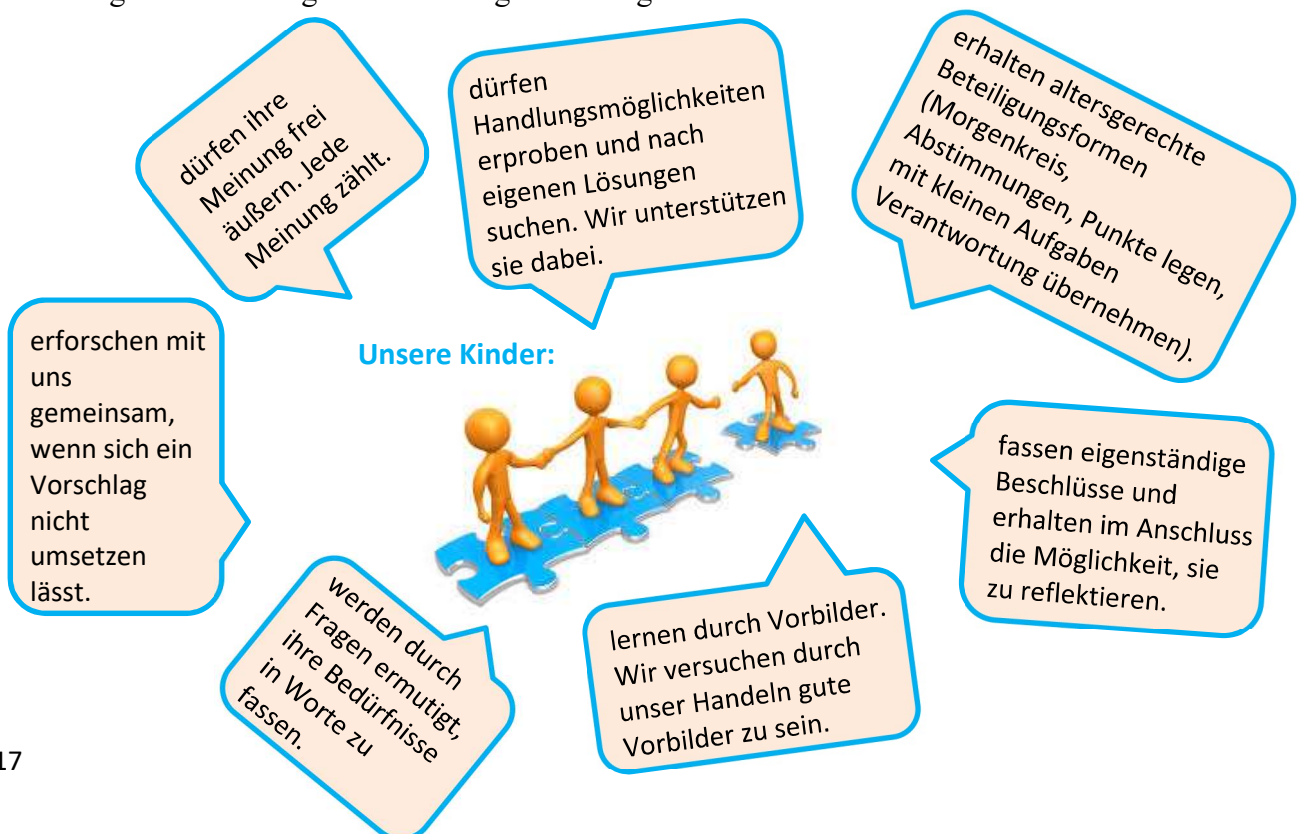 dürfen ihre
Meinung frei
äußern. Jede
Meinung zählt.
dürfen
Handlungsmöglichkeiten
erproben und nach
eigenen Lösungen
suchen. Wir unterstützen
sie dabei.
erhalten altersgerechte
Beteiligungsformen
(Morgenkreis,
Abstimmungen, Punkte legen,
mit kleinen Aufgaben
Verantwortung übernehmen).
erforschen mit
uns
gemeinsam,
wenn sich ein
Vorschlag
nicht
umsetzen
lässt.
Unsere Kinder:
fassen eigenständige
Beschlüsse und
erhalten im Anschluss
die Möglichkeit, sie
zu reflektieren.
werden durch
Fragen ermutigt,
ihre Bedürfnisse
in Worte zu
fassen.
lernen durch Vorbilder.
Wir versuchen durch
unser Handeln gute
Vorbilder zu sein.
17